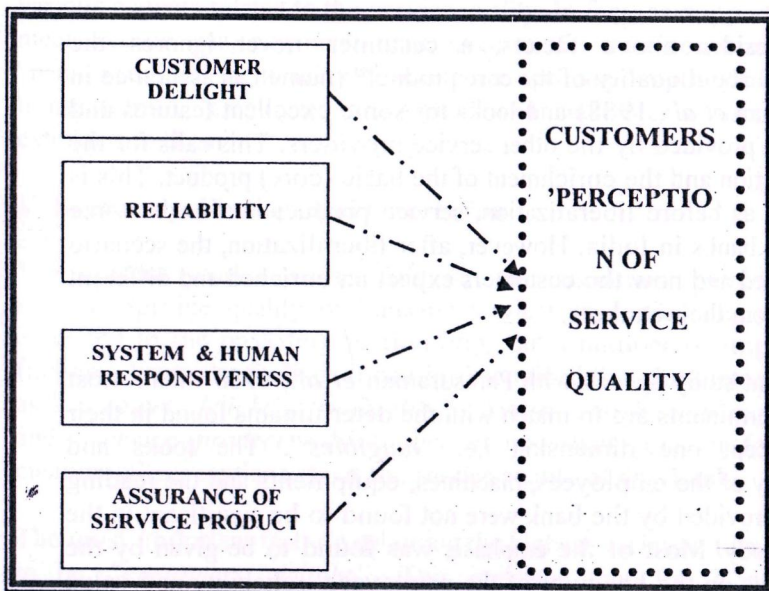 CUSTOMER
DELIGHT
RELIABILITY
SYSTEM & HUMAN
RESPONSIVENESS
ASSURANCE OF
SERVICE PRODUCT
CUSTOMERS
PERCEPTIO
N OF
SERVICE
QUALITY